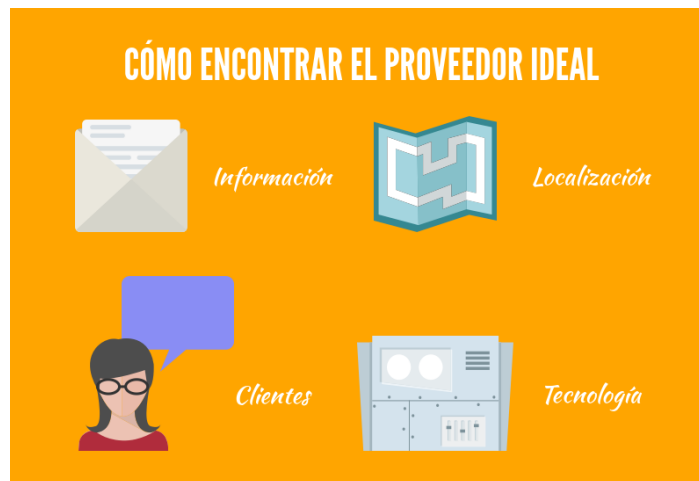 CÓMO ENCONTRAR EL PROVEEDOR IDEAL
Información
Localización
Clientes
Tecnología